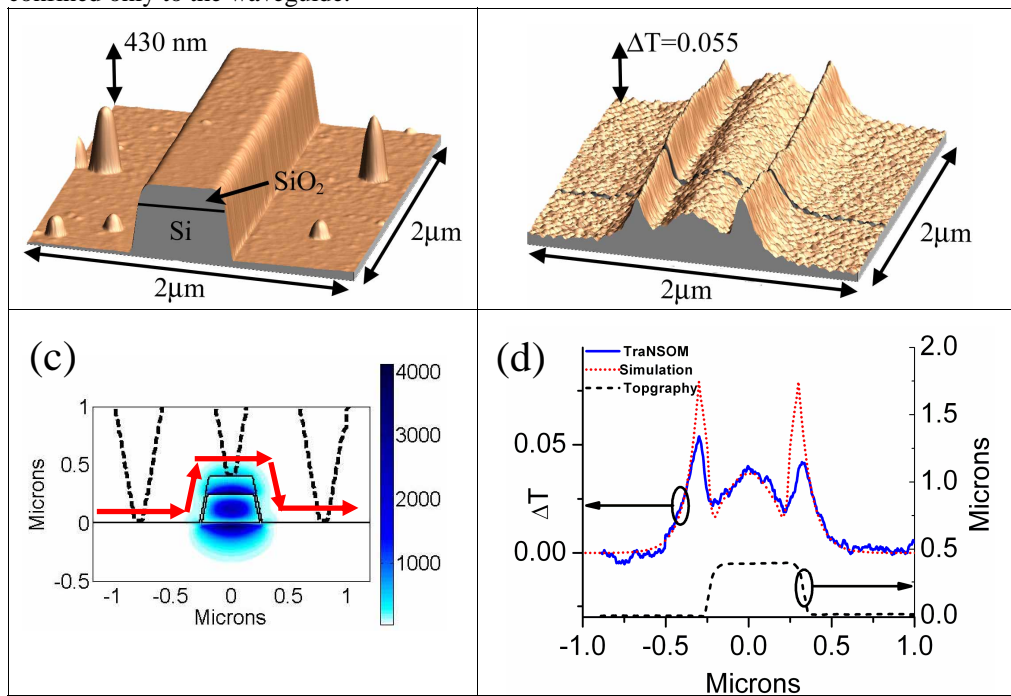 confined only to the waveguide.
430 nm
SiO2
Si
2μm
2μm
ΔT=0.055
2μm
2μm
(c)
4000
3000
2000
1000
1
0.5
0
-0.5
Microns
-1 -0.5 0 0.5 1
Microns
(d)
TraNSOM
Simulation
Topgraphy
0.05
0.00
ΔT
2.0
1.5
1.0
0.5
0.0
Microns
-1.0 -0.5 0.0 0.5 1.0
Microns